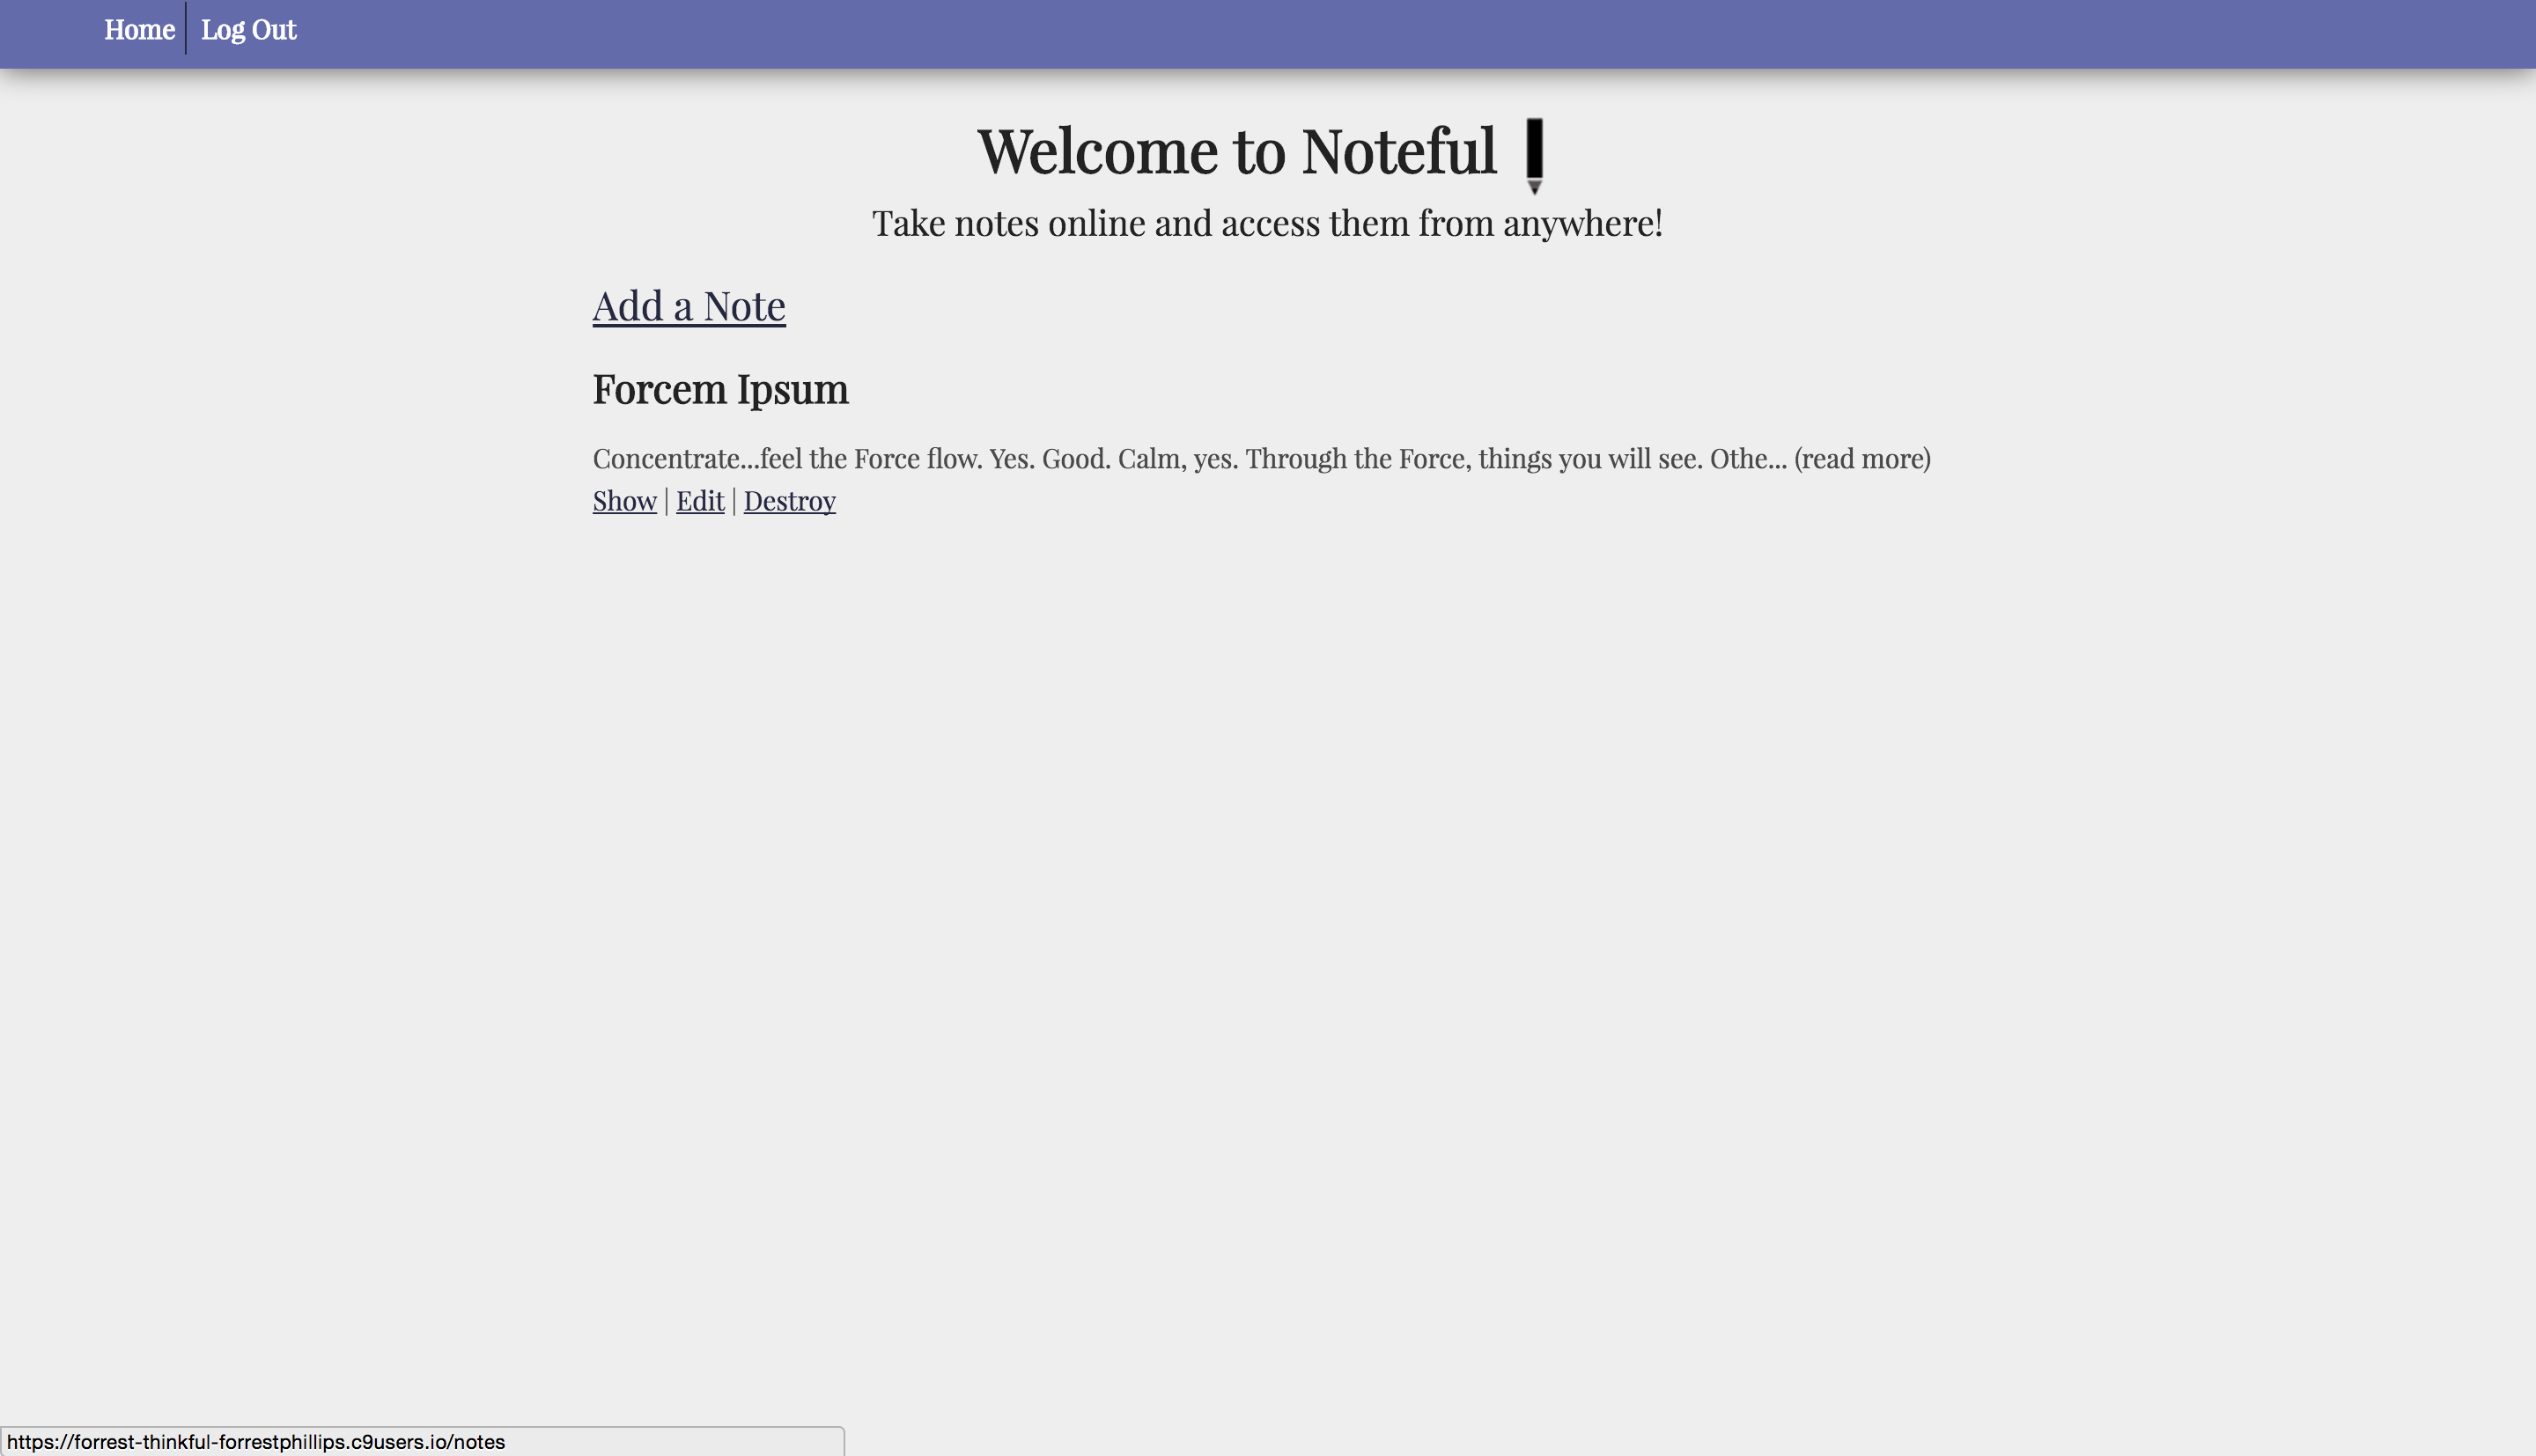 Home Log Out
Welcome to Noteful
Take notes online and access them from anywhere!
Add a Note
Forcem Ipsum
Concentrate...feel the Force flow. Yes. Good. Calm, yes. Through the Force, things you will see. Othe... (read more)
Show | Edit | Destroy
https://forrest-thinkful-forrestphillips.c9users.io/notes